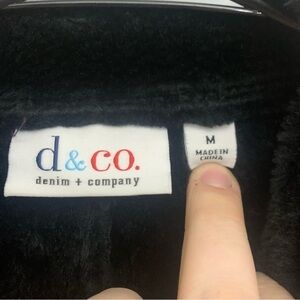 d&co.
denim + company
M
MADE IN
CHINA